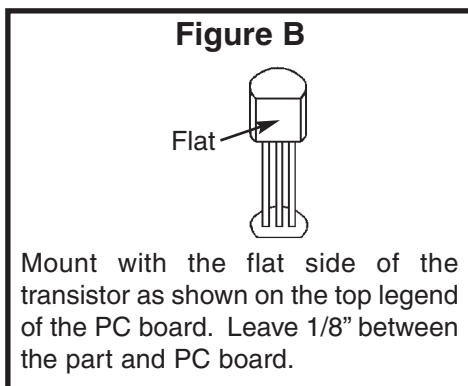 Figure B
Flat
Mount with the flat side of the
transistor as shown on the top legend
of the PC board.  Leave 1/8” between
the part and PC board.